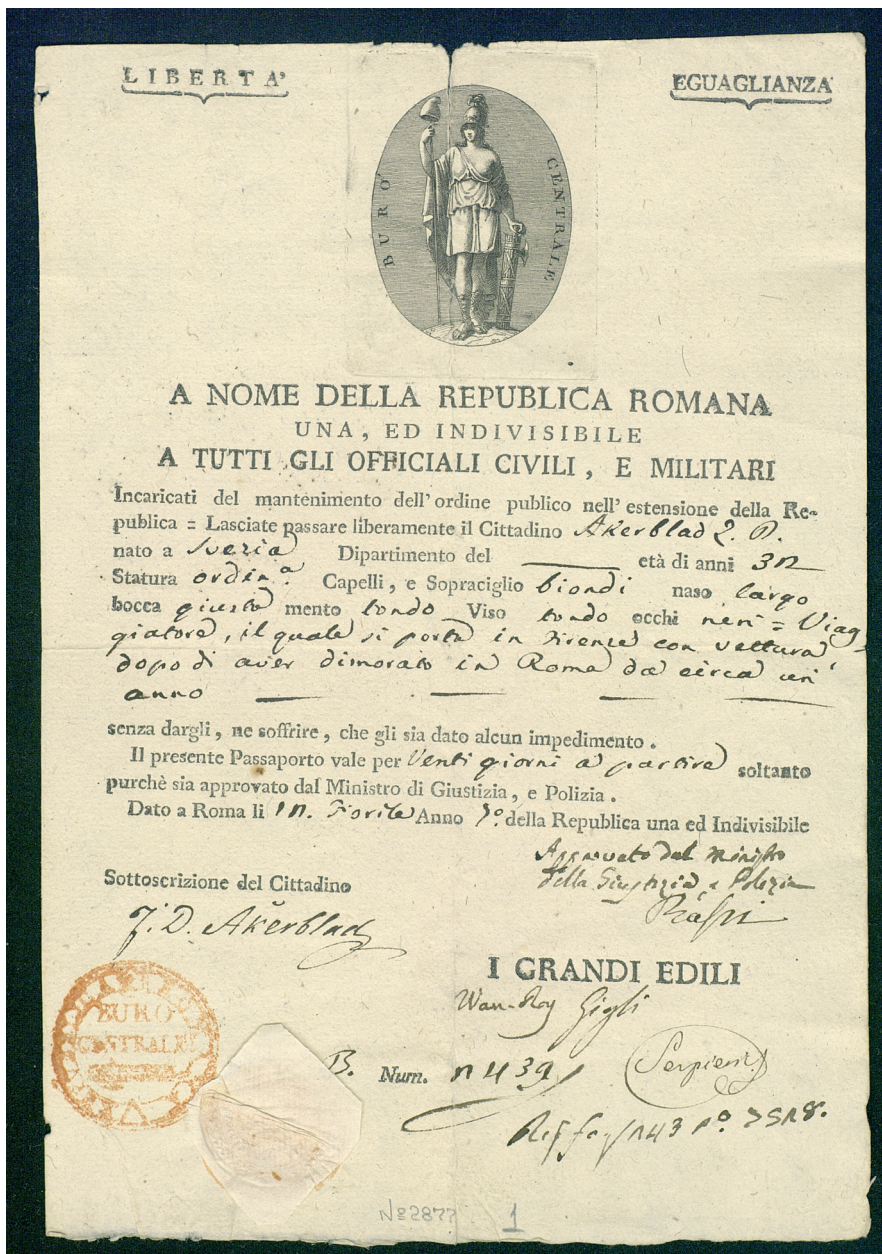 LIBERTA'
EGUAGLIANZA
BURO' CENTRALE
A NOME DELLA REPUBLICA ROMANA
UNA, ED INDIVISIBILE
A TUTTI GLI OFFICIALI CIVILI, E MILITARI
Incaricati del mantenimento dell' ordine publico nell' estensione della Re-
publica = Lasciate passare liberamente il Cittadino Akerblad
nato a Svezia Dipartimento del età di anni
Statura ordin.a Capelli, e Sopraciglio biondi naso largo
bocca giusta mento tondo Viso tondo occhi neri = Viag-
giatore, il quale si porta in Firenze con vettura,
dopo di aver dimorato in Roma da circa un
anno
senza dargli, ne soffrire, che gli sia dato alcun impedimento.
Il presente Passaporto vale per Venti giorni a partire soltanto
purchè sia approvato dal Ministro di Giustizia, e Polizia.
Dato a Roma li Fiorile Anno 7.o della Republica una ed Indivisibile
Approvato dal Ministro
della Giustizia e Polizia
Sottoscrizione del Cittadino
J. D. Akerblad
I GRANDI EDILI
Gigli
BURO
CENTRALE
B. Num.
Serpieri
No 2877 1